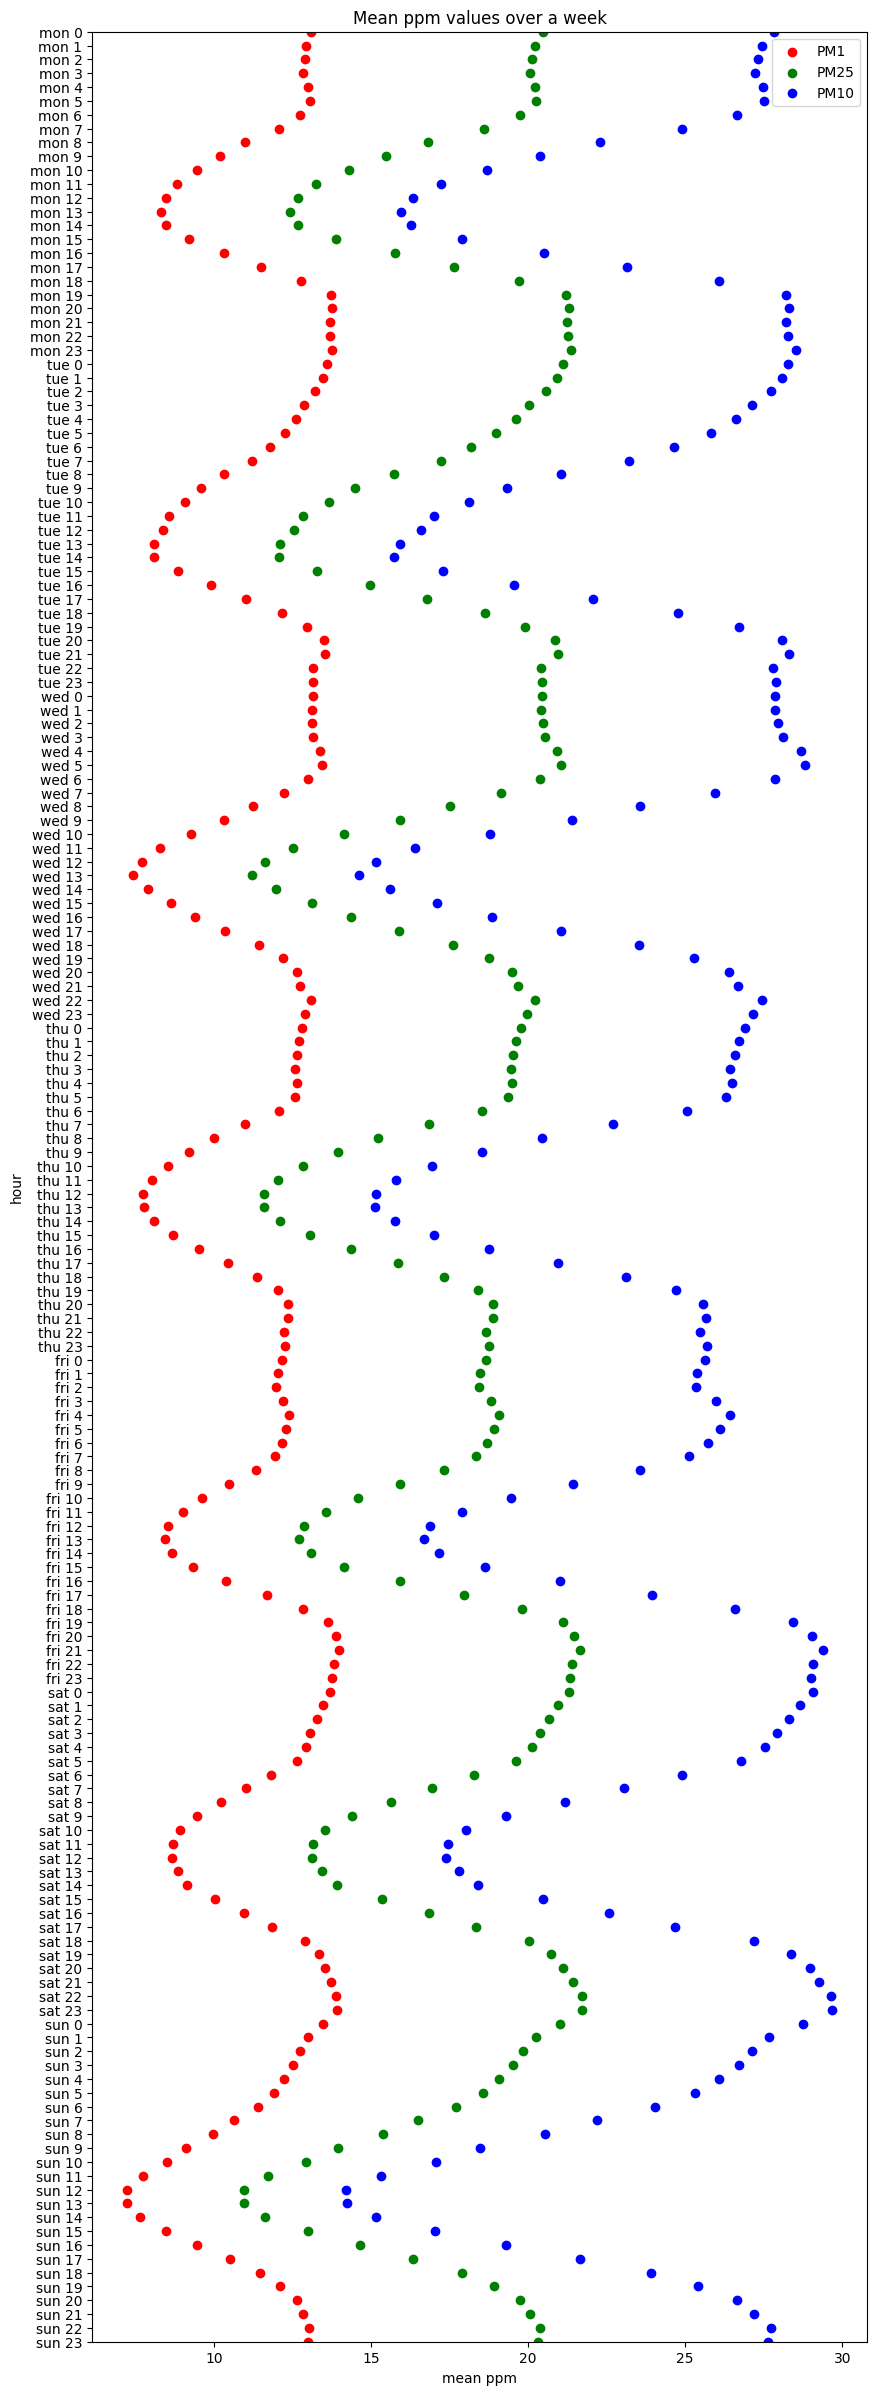 Mean ppm values over a week
PM1
PM25
PM10
mon 0
mon 1
mon 2
mon 3
mon 4
mon 5
mon 6
mon 7
mon 8
mon 9
mon 10
mon 11
mon 12
mon 13
mon 14
mon 15
mon 16
mon 17
mon 18
mon 19
mon 20
mon 21
mon 22
mon 23
tue 0
tue 1
tue 2
tue 3
tue 4
tue 5
tue 6
tue 7
tue 8
tue 9
tue 10
tue 11
tue 12
tue 13
tue 14
tue 15
tue 16
tue 17
tue 18
tue 19
tue 20
tue 21
tue 22
tue 23
wed 0
wed 1
wed 2
wed 3
wed 4
wed 5
wed 6
wed 7
wed 8
wed 9
wed 10
wed 11
wed 12
wed 13
wed 14
wed 15
wed 16
wed 17
wed 18
wed 19
wed 20
wed 21
wed 22
wed 23
thu 0
thu 1
thu 2
thu 3
thu 4
thu 5
thu 6
thu 7
thu 8
thu 9
thu 10
thu 11
thu 12
thu 13
thu 14
thu 15
thu 16
thu 17
thu 18
thu 19
thu 20
thu 21
thu 22
thu 23
fri 0
fri 1
fri 2
fri 3
fri 4
fri 5
fri 6
fri 7
fri 8
fri 9
fri 10
fri 11
fri 12
fri 13
fri 14
fri 15
fri 16
fri 17
fri 18
fri 19
fri 20
fri 21
fri 22
fri 23
sat 0
sat 1
sat 2
sat 3
sat 4
sat 5
sat 6
sat 7
sat 8
sat 9
sat 10
sat 11
sat 12
sat 13
sat 14
sat 15
sat 16
sat 17
sat 18
sat 19
sat 20
sat 21
sat 22
sat 23
sun 0
sun 1
sun 2
sun 3
sun 4
sun 5
sun 6
sun 7
sun 8
sun 9
sun 10
sun 11
sun 12
sun 13
sun 14
sun 15
sun 16
sun 17
sun 18
sun 19
sun 20
sun 21
sun 22
sun 23
hour
10 15 20 25 30
mean ppm